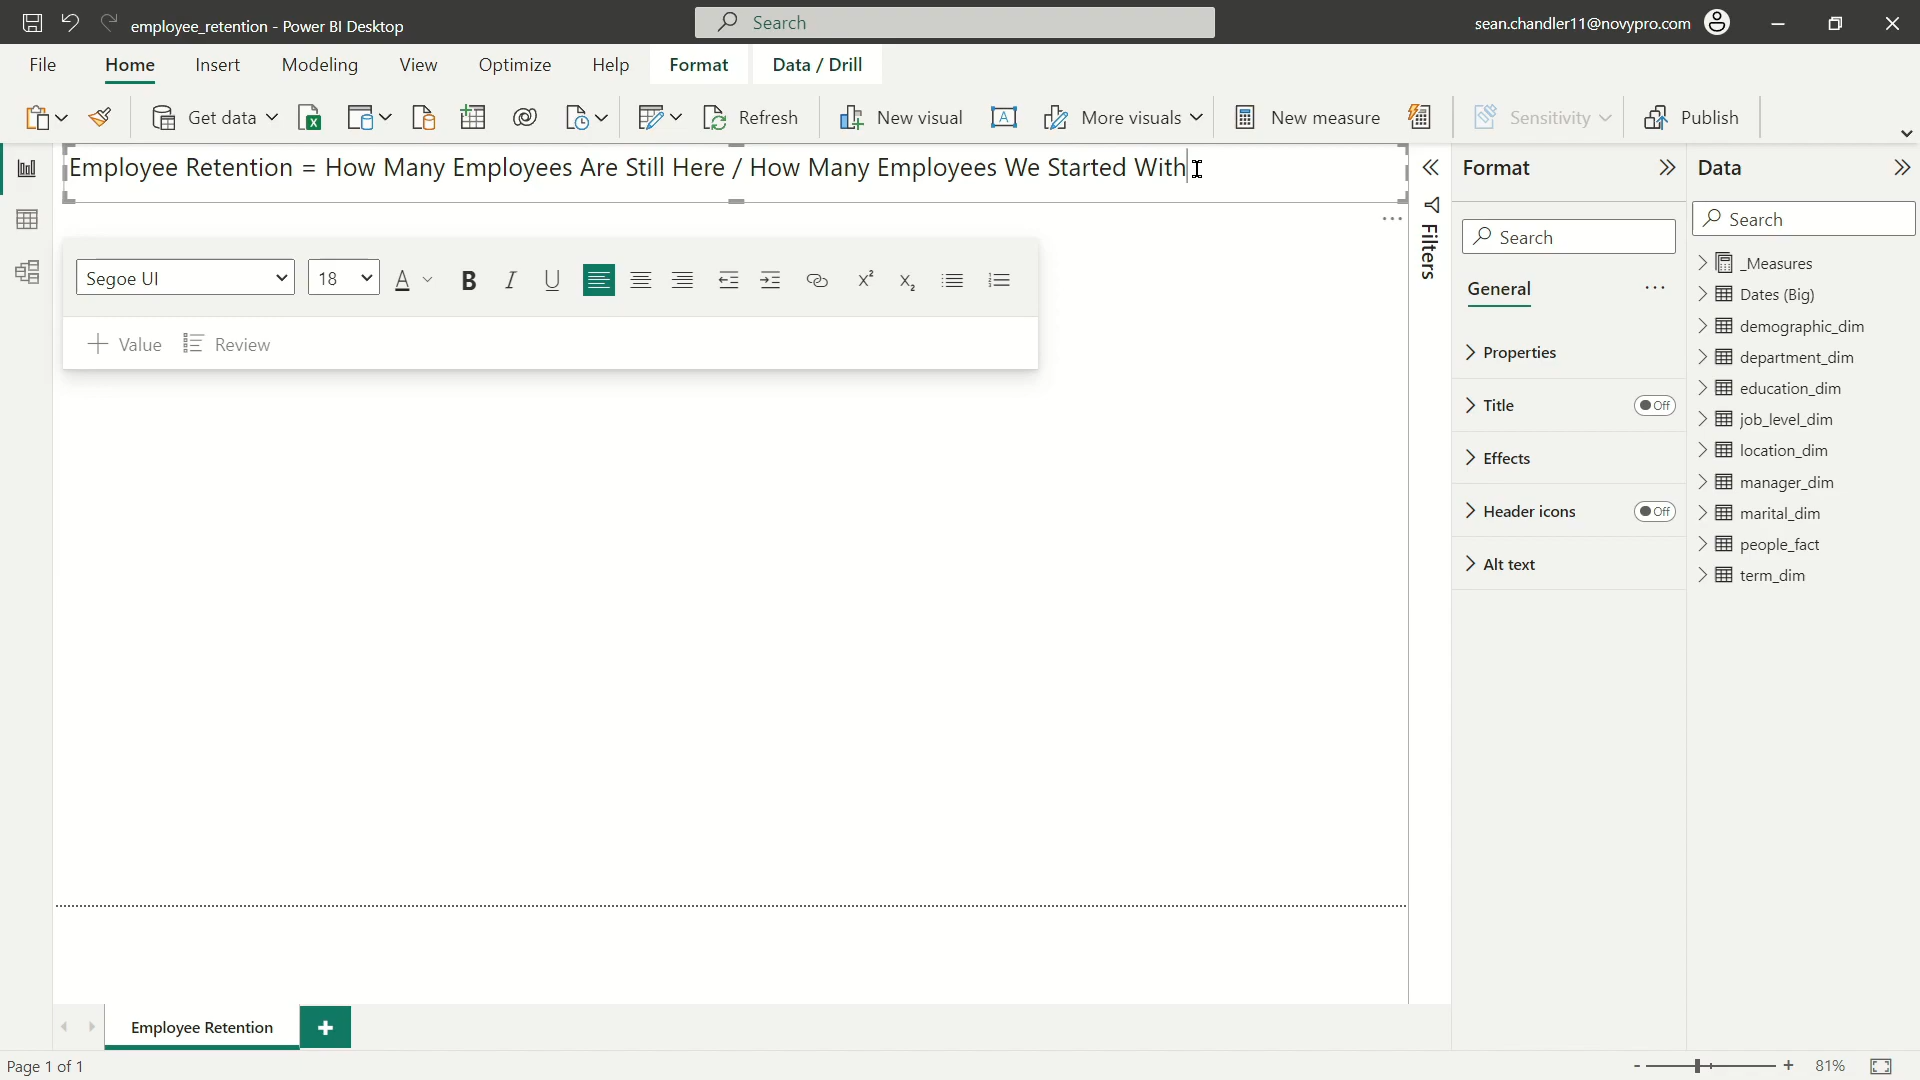 employee_retention - Power BI Desktop
Search
sean.chandler11@novypro.com
File
Home
Insert
Modeling
View
Optimize
Help
Format
Data / Drill
Get data
Refresh
New visual
A
More visuals
New measure
Sensitivity
Publish
Employee Retention = How Many Employees Are Still Here / How Many Employees We Started With
Segoe UI
18
A
B
I
U
x²
x₂
Value
Review
Filters
Format
Search
General
Properties
Title
Off
Effects
Header icons
Off
Alt text
Data
Search
_Measures
Dates (Big)
demographic_dim
department_dim
education_dim
job_level_dim
location_dim
manager_dim
marital_dim
people_fact
term_dim
Employee Retention
+
Page 1 of 1
- + 81%